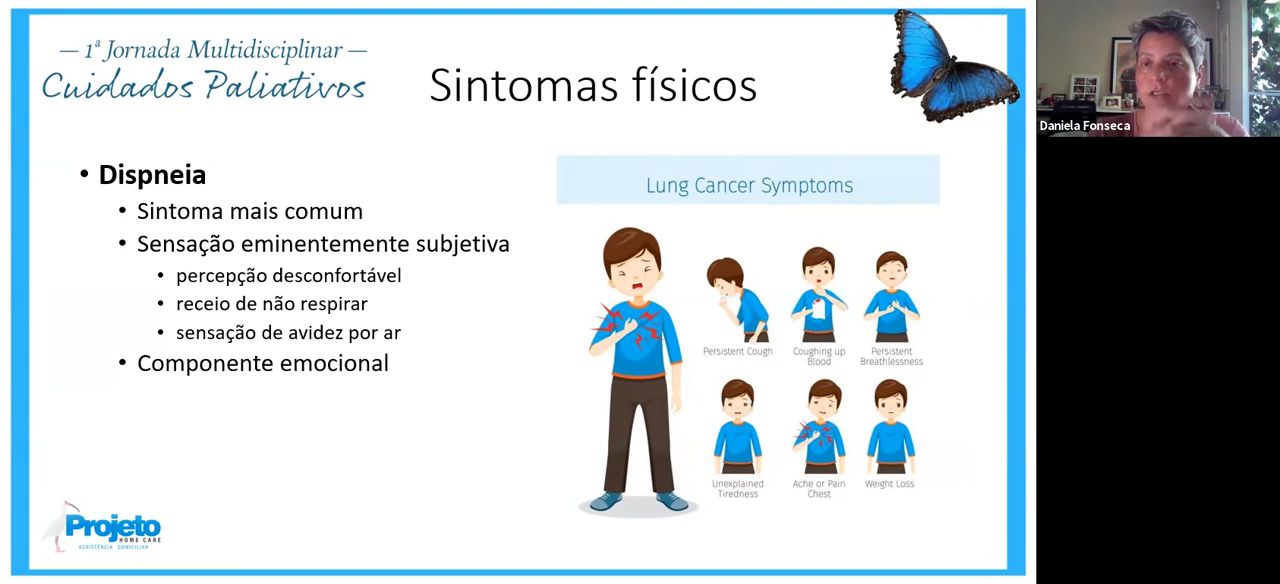 — 1ª Jornada Multidisciplinar —
Cuidados Paliativos
Sintomas físicos
Daniela Fonseca
• Dispneia
• Sintoma mais comum
• Sensação eminentemente subjetiva
• percepção desconfortável
• receio de não respirar
• sensação de avidez por ar
• Componente emocional
Lung Cancer Symptoms
Persistent Cough
Coughing up
Blood
Persistent
Breathlessness
Unexplained
Tiredness
Ache or Pain
Chest
Weight Loss
Projeto
HOME CARE
ASSISTÊNCIA DOMICILIAR